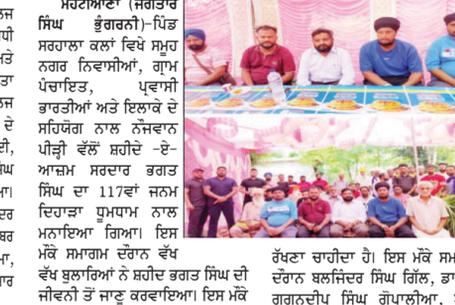 ਮੇਹਟੀਆਣਾ (ਜਗਤਾਰ
ਸਿੰਘ ਭੁੰਗਰਨੀ)-ਪਿੰਡ
ਸਰਹਾਲਾ ਕਲਾਂ ਵਿਖੇ ਸਮੂਹ
ਨਗਰ ਨਿਵਾਸੀਆਂ, ਗ੍ਰਾਮ
ਪੰਚਾਇਤ, ਪ੍ਰਵਾਸੀ
ਭਾਰਤੀਆਂ ਅਤੇ ਇਲਾਕੇ ਦੇ
ਸਹਿਯੋਗ ਨਾਲ ਨੌਜਵਾਨ
ਪੀੜ੍ਹੀ ਵੱਲੋਂ ਸ਼ਹੀਦੇ -ਏ-
ਆਜ਼ਮ ਸਰਦਾਰ ਭਗਤ
ਸਿੰਘ ਦਾ 117ਵਾਂ ਜਨਮ
ਦਿਹਾੜਾ ਧੂਮਧਾਮ ਨਾਲ
ਮਨਾਇਆ ਗਿਆ। ਇਸ
ਮੌਕੇ ਸਮਾਗਮ ਦੌਰਾਨ ਵੱਖ
ਵੱਖ ਬੁਲਾਰਿਆਂ ਨੇ ਸ਼ਹੀਦ ਭਗਤ ਸਿੰਘ ਦੀ
ਜੀਵਨੀ ਤੋਂ ਜਾਣੂ ਕਰਵਾਇਆ। ਇਸ ਮੌਕੇ
ਰੱਖਣਾ ਚਾਹੀਦਾ ਹੈ। ਇਸ ਮੌਕੇ
ਦੌਰਾਨ ਬਲਜਿੰਦਰ ਸਿੰਘ ਗਿੱਲ,
ਗਗਨਦੀਪ ਸਿੰਘ ਗੋਪਾਲੀਆ,